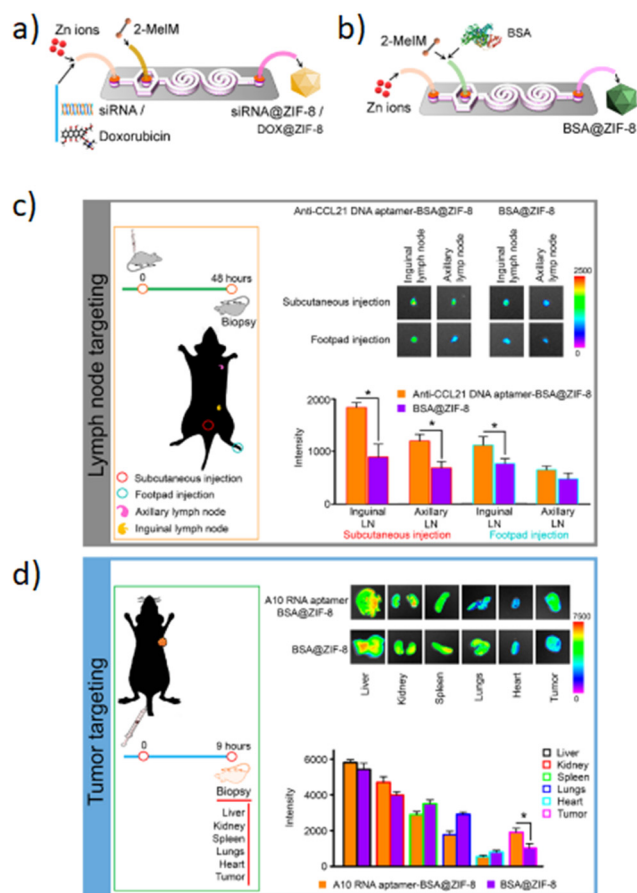 a)
Zn ions
2-MeIM
siRNA /
Doxorubicin
siRNA@ZIF-8 /
DOX@ZIF-8
b)
2-MeIM
BSA
Zn ions
BSA@ZIF-8
c)
Lymph node targeting
0
48 hours
Biopsy
Subcutaneous injection
Footpad injection
Axillary lymph node
Inguinal lymph node
Anti-CCL21 DNA aptamer-BSA@ZIF-8
BSA@ZIF-8
Inguinal
lymph node
Axillary
lymp node
Inguinal
lymph node
Axillary
lymp node
Subcutaneous injection
Footpad injection
2500
0
Anti-CCL21 DNA aptamer-BSA@ZIF-8
BSA@ZIF-8
Intensity
2000
1000
0
*
*
*
Inguinal
LN
Axillary
LN
Inguinal
LN
Axillary
LN
Subcutaneous injection
Footpad injection
d)
Tumor targeting
0
9 hours
Biopsy
Liver
Kidney
Spleen
Lungs
Heart
Tumor
A10 RNA aptamer
BSA@ZIF-8
BSA@ZIF-8
Liver
Kidney
Spleen
Lungs
Heart
Tumor
7500
0
Intensity
6000
4000
2000
0
*
Liver
Kidney
Spleen
Lungs
Heart
Tumor
A10 RNA aptamer-BSA@ZIF-8
BSA@ZIF-8